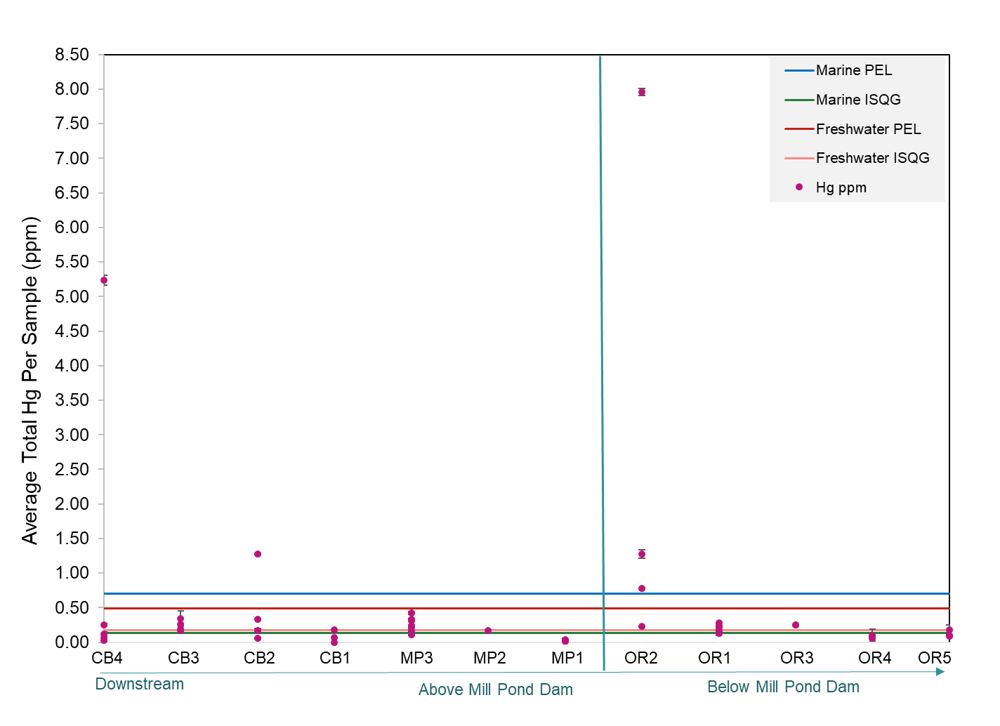 8.50
8.00
7.50
7.00
6.50
6.00
5.50
5.00
4.50
4.00
3.50
3.00
2.50
2.00
1.50
1.00
0.50
0.00
Average Total Hg Per Sample (ppm)
Marine PEL
Marine ISQG
Freshwater PEL
Freshwater ISQG
Hg ppm
CB4 CB3 CB2 CB1 MP3 MP2 MP1 OR2 OR1 OR3 OR4 OR5
Downstream Above Mill Pond Dam Below Mill Pond Dam